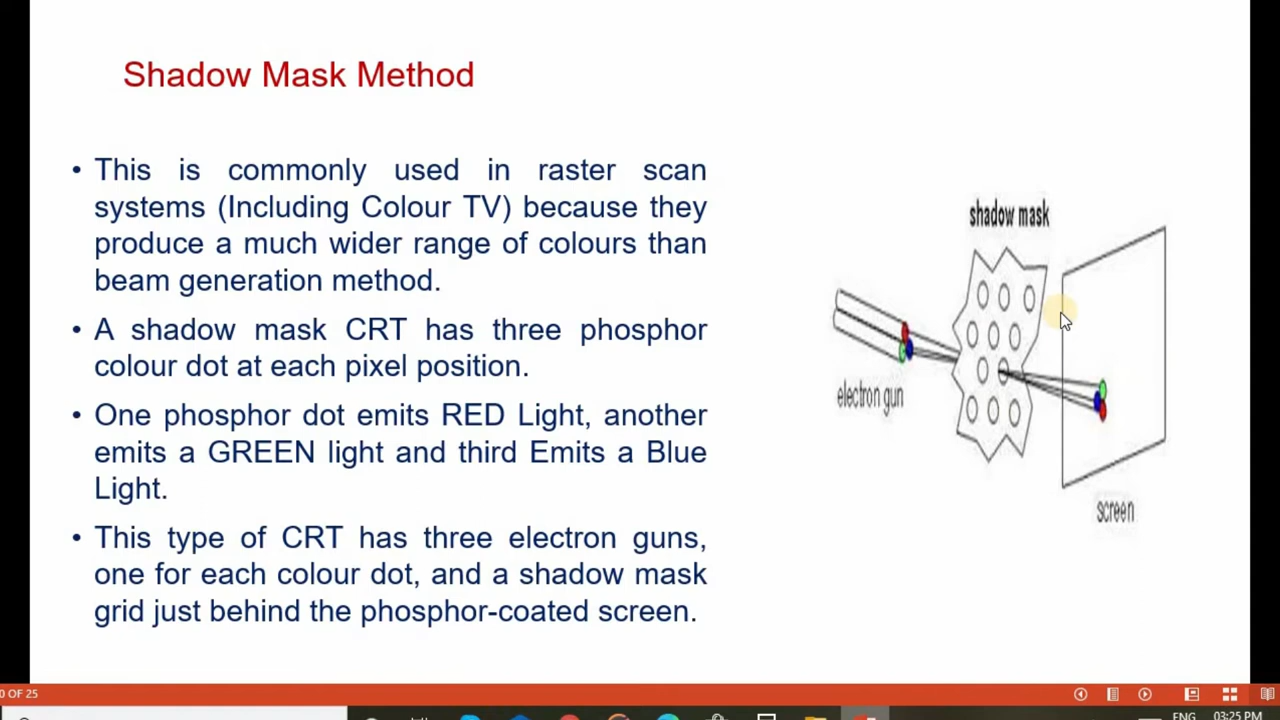 Shadow Mask Method
• This is commonly used in raster scan
systems (Including Colour TV) because they
produce a much wider range of colours than
beam generation method.
• A shadow mask CRT has three phosphor
colour dot at each pixel position.
• One phosphor dot emits RED Light, another
emits a GREEN light and third Emits a Blue
Light.
• This type of CRT has three electron guns,
one for each colour dot, and a shadow mask
grid just behind the phosphor-coated screen.
shadow mask
electron gun
screen
0 OF 25
ENG 03:25 PM